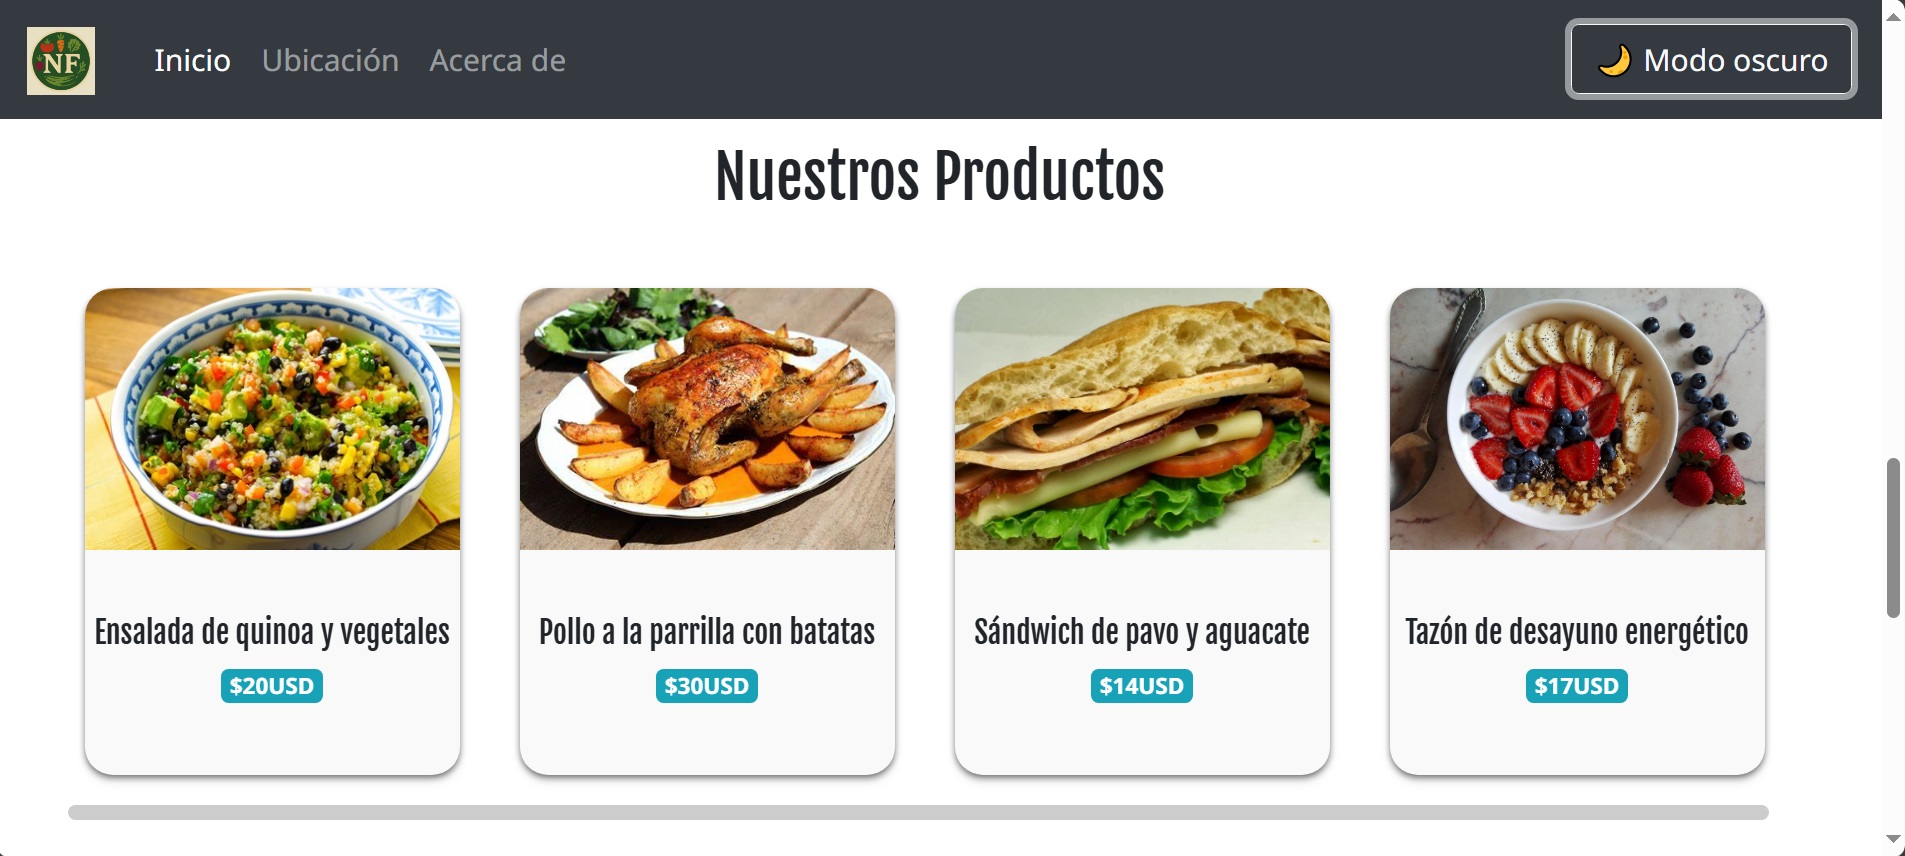 NF
Inicio Ubicación Acerca de
🌙 Modo oscuro
Nuestros Productos
Ensalada de quinoa y vegetales
$20USD
Pollo a la parrilla con batatas
$30USD
Sándwich de pavo y aguacate
$14USD
Tazón de desayuno energético
$17USD